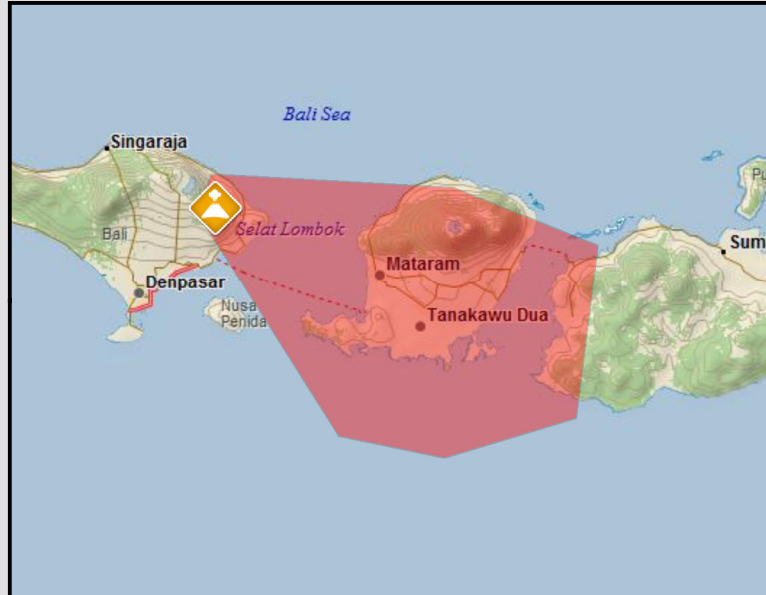 Bali Sea
Singaraja
Pu
Bali
Selat Lombok
Sum
Mataram
Denpasar
Nusa
Penida
Tanakawu Dua